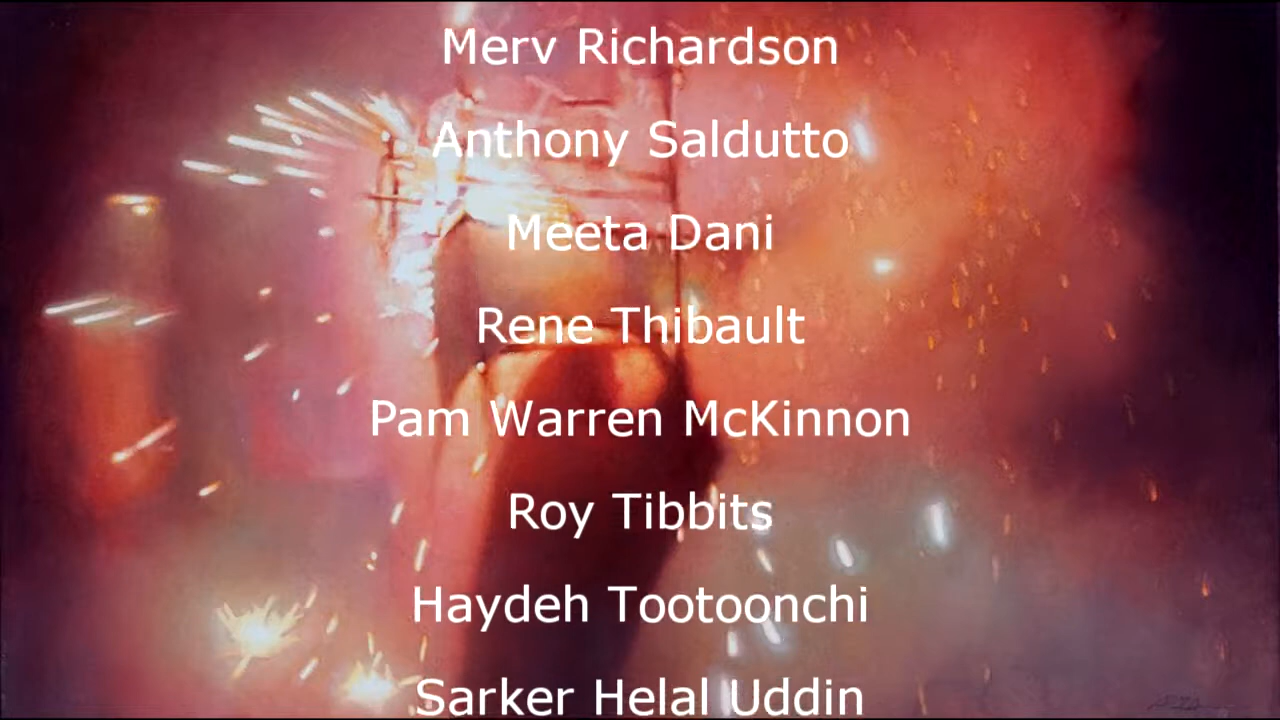 Merv Richardson
Anthony Saldutto
Meeta Dani
Rene Thibault
Pam Warren McKinnon
Roy Tibbits
Haydeh Tootoonchi
Sarker Helal Uddin